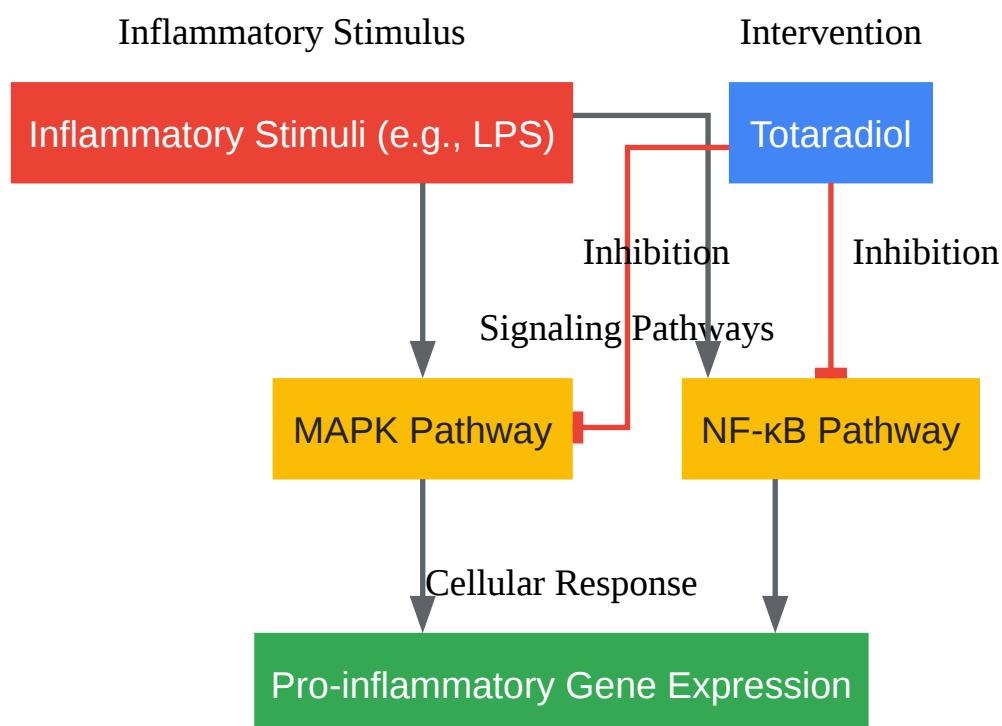 Inflammatory Stimulus
Intervention
Inflammatory Stimuli (e.g., LPS)
Totaradiol
Inhibition
Inhibition
Signaling Pathways
MAPK Pathway
NF-κB Pathway
Cellular Response
Pro-inflammatory Gene Expression